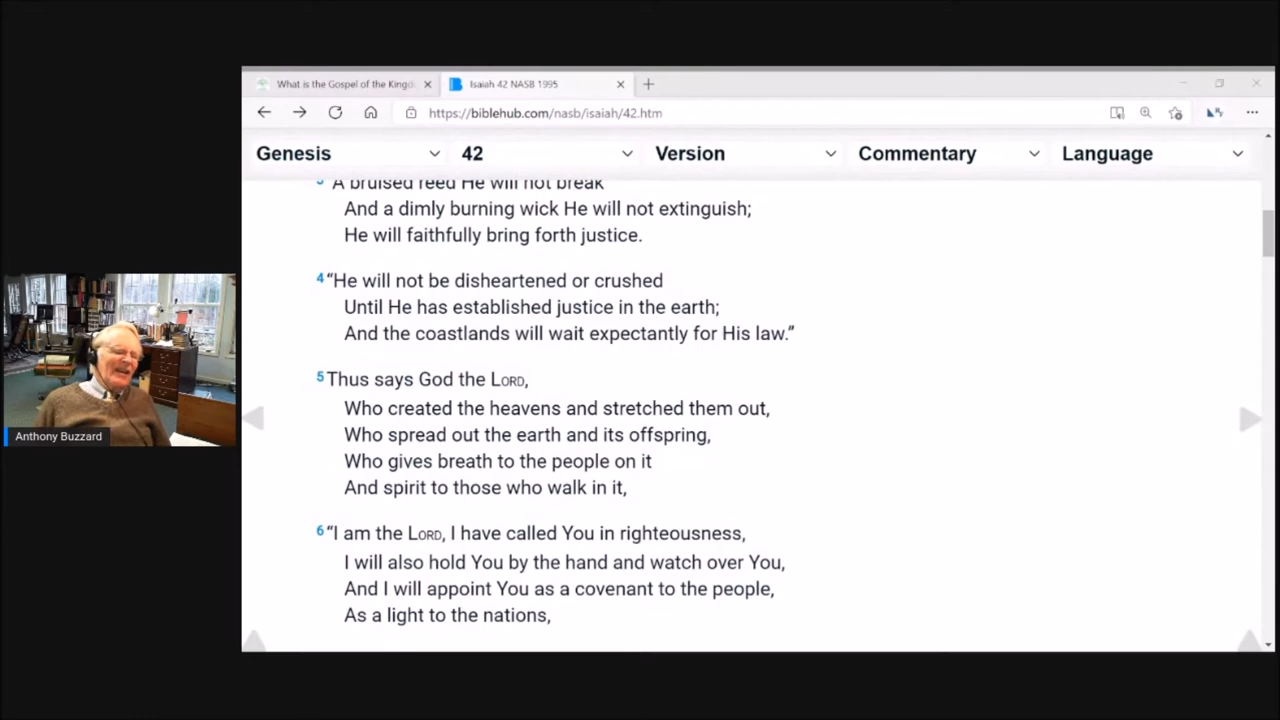 What is the Gospel of the Kingd
Isaiah 42 NASB 1995
https://biblehub.com/nasb/isaiah/42.htm
Genesis 42 Version Commentary Language
3 "A bruised reed He will not break
And a dimly burning wick He will not extinguish;
He will faithfully bring forth justice.
4 “He will not be disheartened or crushed
Until He has established justice in the earth;
And the coastlands will wait expectantly for His law.”
5 Thus says God the LORD,
Who created the heavens and stretched them out,
Who spread out the earth and its offspring,
Who gives breath to the people on it
And spirit to those who walk in it,
6 “I am the LORD, I have called You in righteousness,
I will also hold You by the hand and watch over You,
And I will appoint You as a covenant to the people,
As a light to the nations,
Anthony Buzzard